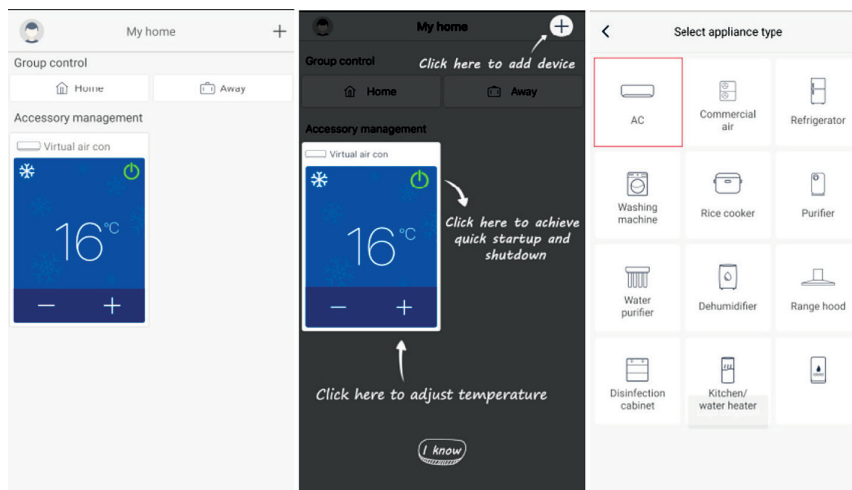 My home
Group control
Home
Away
Accessory management
Virtual air con
16°C
My home
Click here to add device
Group control
Home
Away
Accessory management
Virtual air con
16°C
Click here to achieve
quick startup and
shutdown
Click here to adjust temperature
I know
Select appliance type
AC
Commercial
air
Refrigerator
Washing
machine
Rice cooker
Purifier
Water
purifier
Dehumidifier
Range hood
Disinfection
cabinet
Kitchen/
water heater